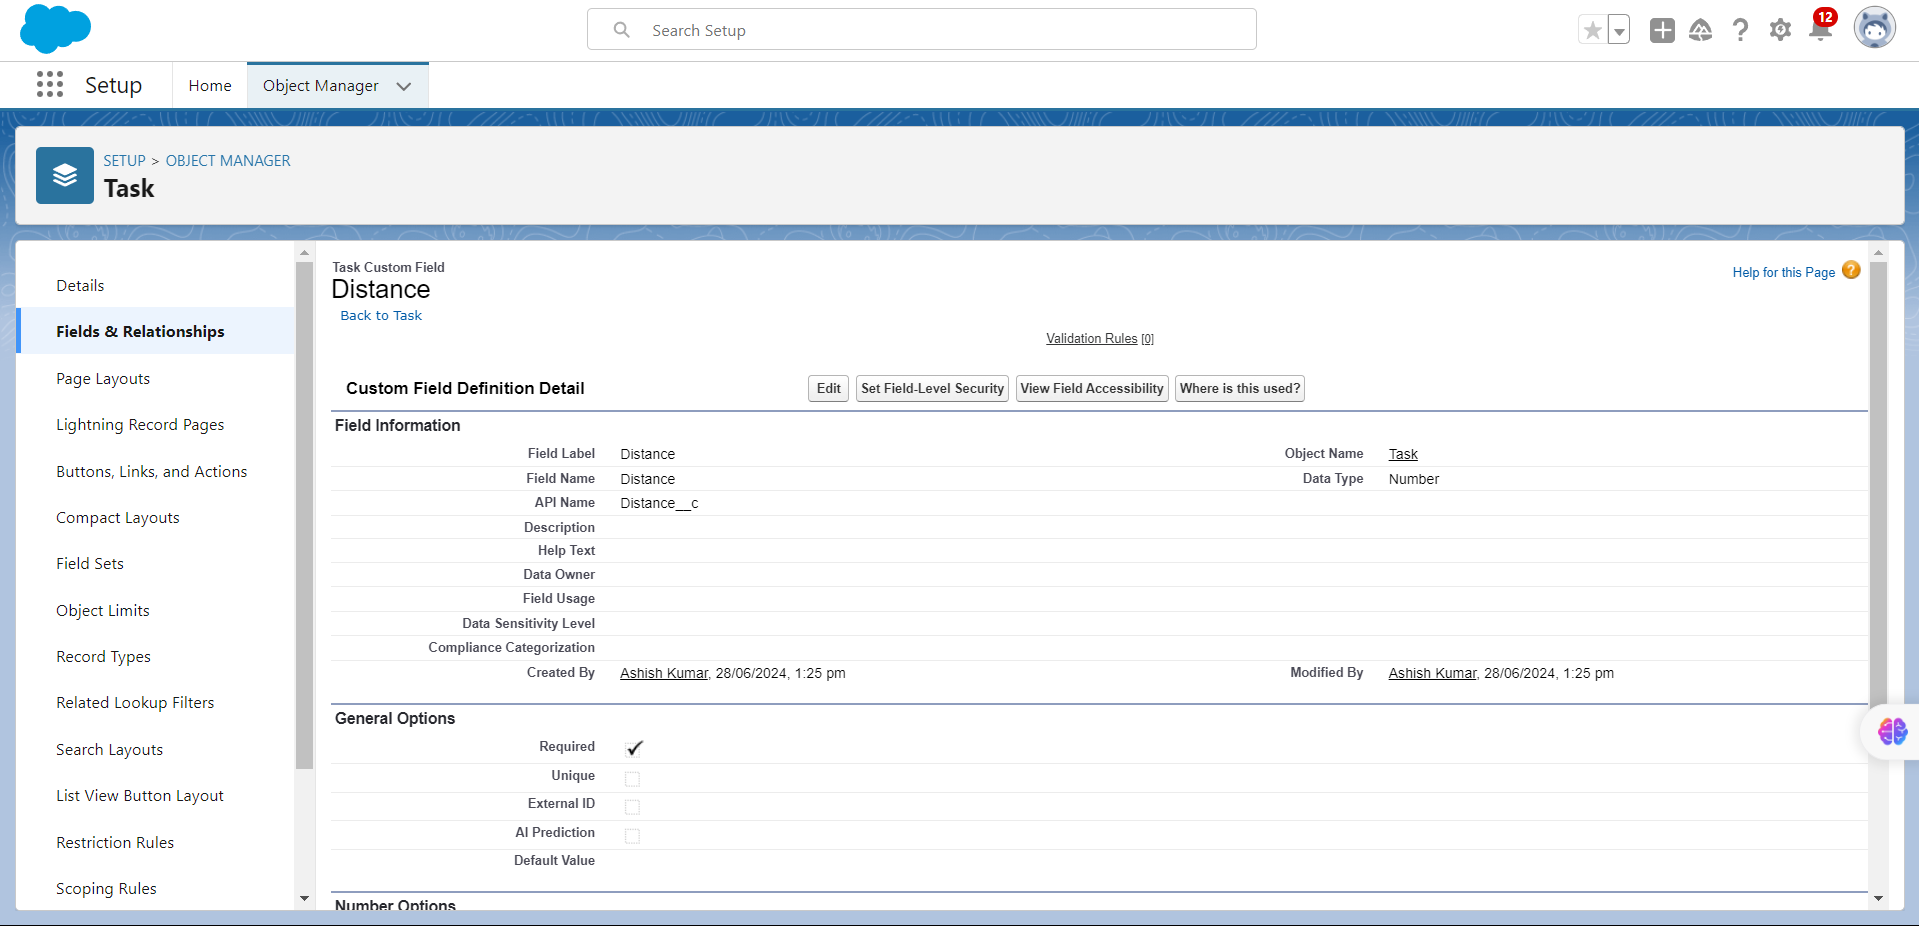 Search Setup
12
Setup
Home
Object Manager
SETUP > OBJECT MANAGER
Task
Details
Fields & Relationships
Page Layouts
Lightning Record Pages
Buttons, Links, and Actions
Compact Layouts
Field Sets
Object Limits
Record Types
Related Lookup Filters
Search Layouts
List View Button Layout
Restriction Rules
Scoping Rules
Task Custom Field
Distance
Back to Task
Help for this Page ?
Validation Rules [0]
Custom Field Definition Detail
Edit
Set Field-Level Security
View Field Accessibility
Where is this used?
Field Information
Field Label Distance Object Name Task
Field Name Distance Data Type Number
API Name Distance__c
Description
Help Text
Data Owner
Field Usage
Data Sensitivity Level
Compliance Categorization
Created By Ashish Kumar, 28/06/2024, 1:25 pm Modified By Ashish Kumar, 28/06/2024, 1:25 pm
General Options
Required
Unique
External ID
AI Prediction
Default Value
Number Options